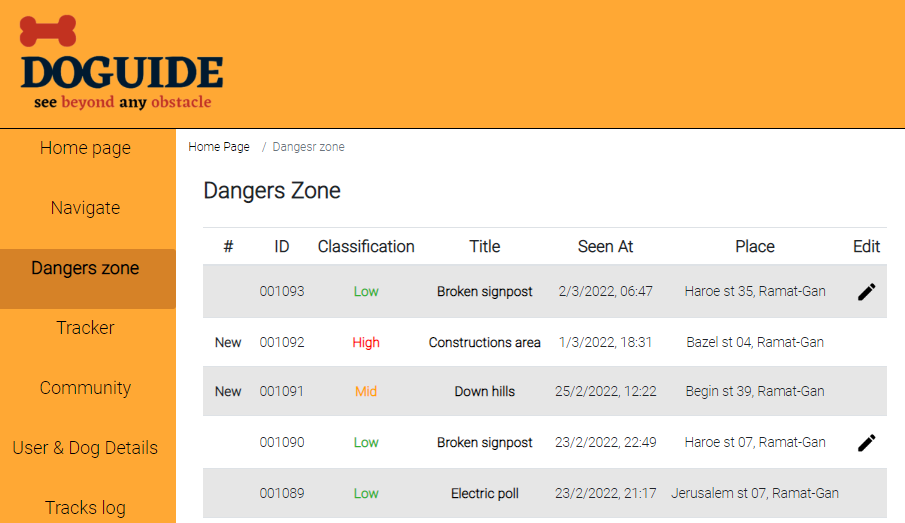 DOGUIDE
see beyond any obstacle
Home page
Navigate
Dangers zone
Tracker
Community
User & Dog Details
Tracks log
Home Page / Dangesr zone
Dangers Zone
# ID Classification Title Seen At Place Edit
001093 Low Broken signpost 2/3/2022, 06:47 Haroe st 35, Ramat-Gan
New 001092 High Constructions area 1/3/2022, 18:31 Bazel st 04, Ramat-Gan
New 001091 Mid Down hills 25/2/2022, 12:22 Begin st 39, Ramat-Gan
001090 Low Broken signpost 23/2/2022, 22:49 Haroe st 07, Ramat-Gan
001089 Low Electric poll 23/2/2022, 21:17 Jerusalem st 07, Ramat-Gan